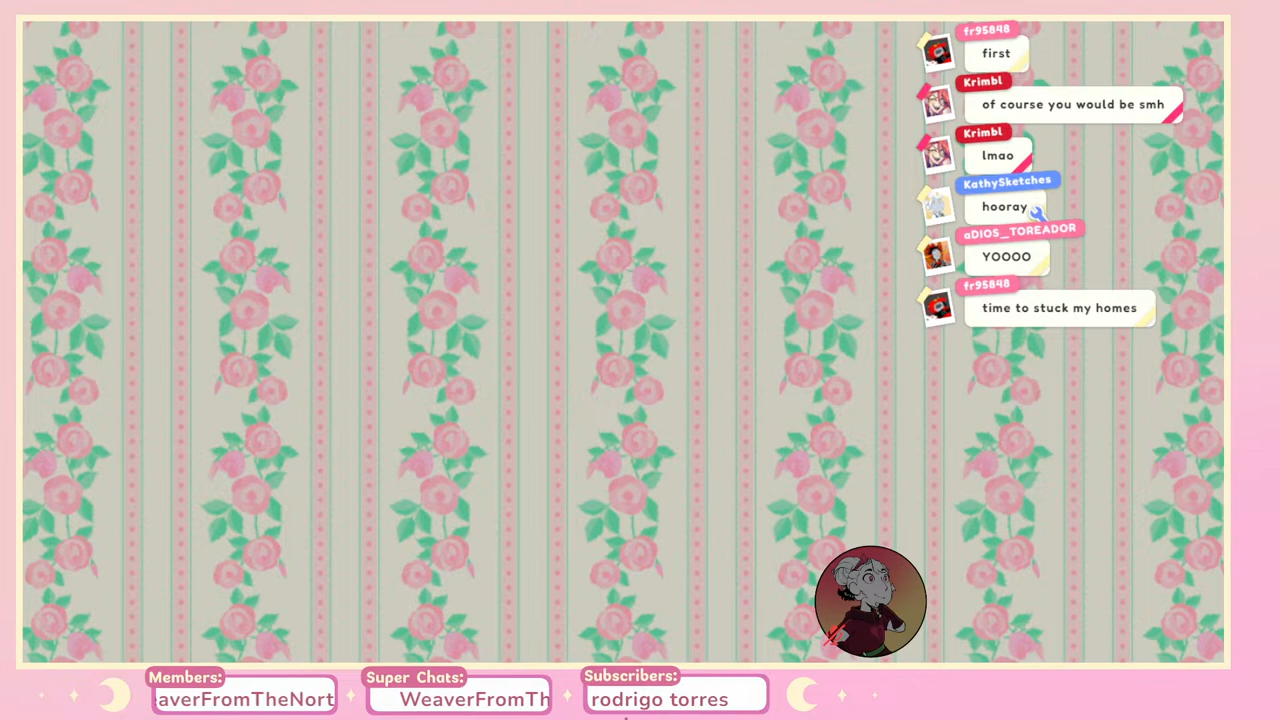 fr95848
first
Krimbl
of course you would be smh
Krimbl
lmao
KathySketches
hooray
aDIOS_TOREADOR
YOOOO
fr95848
time to stuck my homes
Members:
averFromTheNort
Super Chats:
WeaverFromTh
Subscribers:
rodrigo torres